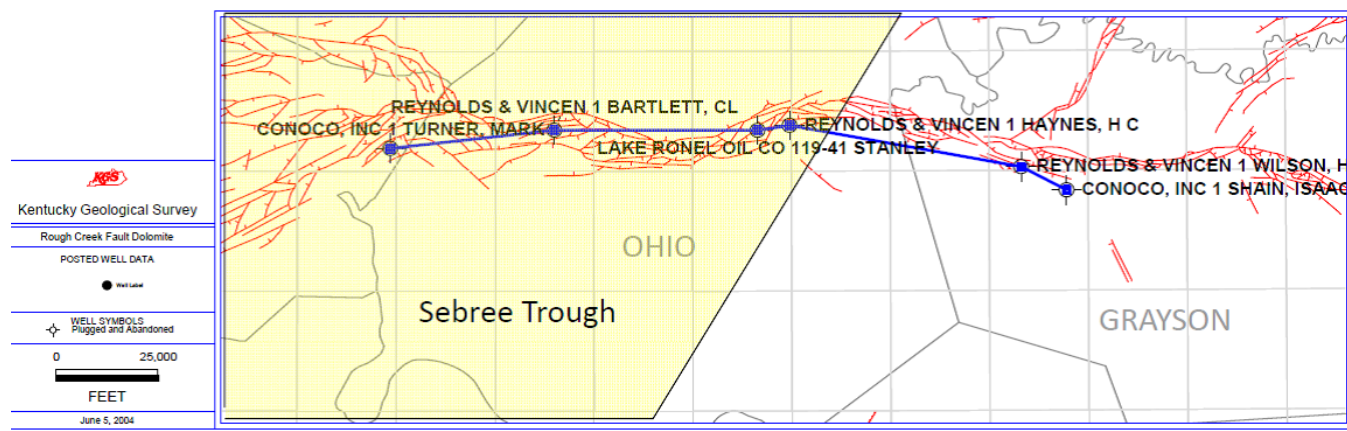 KGS
Kentucky Geological Survey
Rough Creek Fault Dolomite
POSTED WELL DATA
Well Label
WELL SYMBOLS
Plugged and Abandoned
0 25,000
FEET
June 5, 2004
REYNOLDS & VINCEN 1 BARTLETT, CL
CONOCO, INC 1 TURNER, MARK
REYNOLDS & VINCEN 1 HAYNES, H C
LAKE RONEL OIL CO 119-41 STANLEY
REYNOLDS & VINCEN 1 WILSON, H
CONOCO, INC 1 SHAIN, ISAAC
OHIO
Sebree Trough
GRAYSON